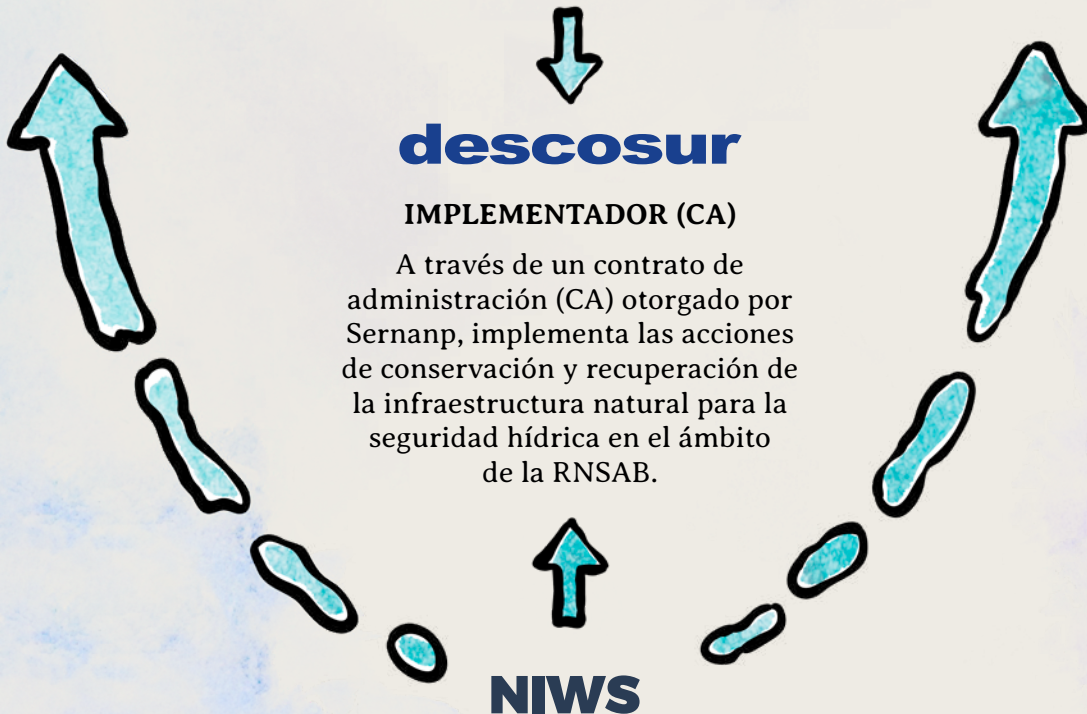 descosur
IMPLEMENTADOR (CA)
A través de un contrato de
administración (CA) otorgado por
Sernanp, implementa las acciones
de conservación y recuperación de
la infraestructura natural para la
seguridad hídrica en el ámbito
de la RNSAB.
NIWS